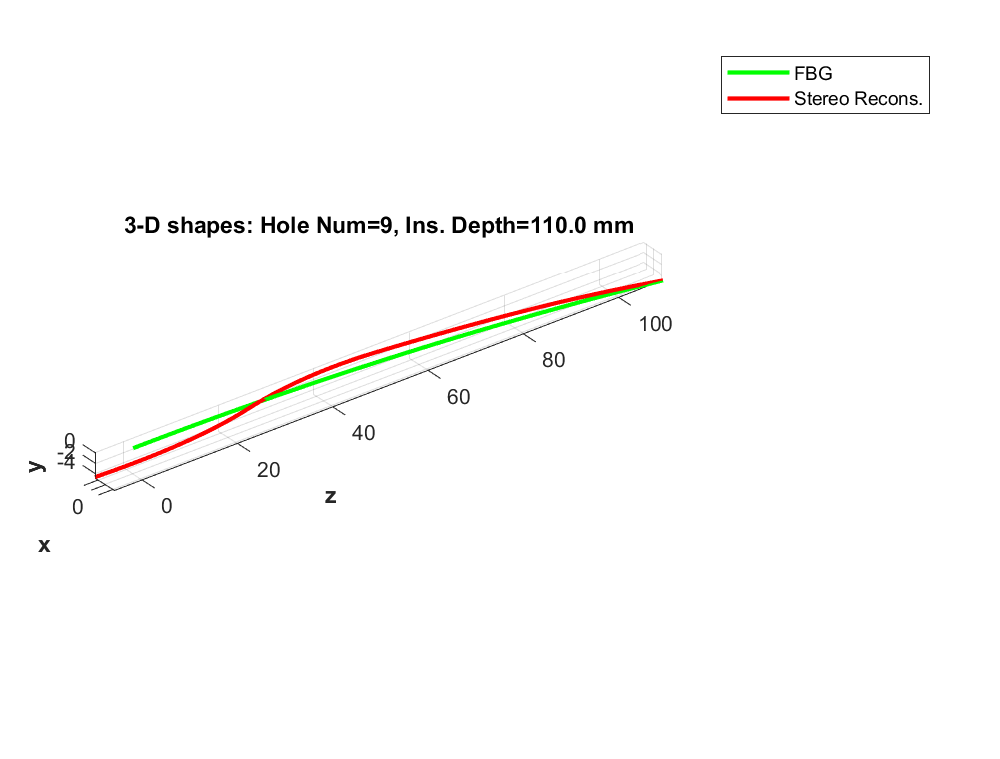 FBG
Stereo Recons.
3-D shapes: Hole Num=9, Ins. Depth=110.0 mm
100
80
60
40
20
0
0
-2
-4
0
y
z
x